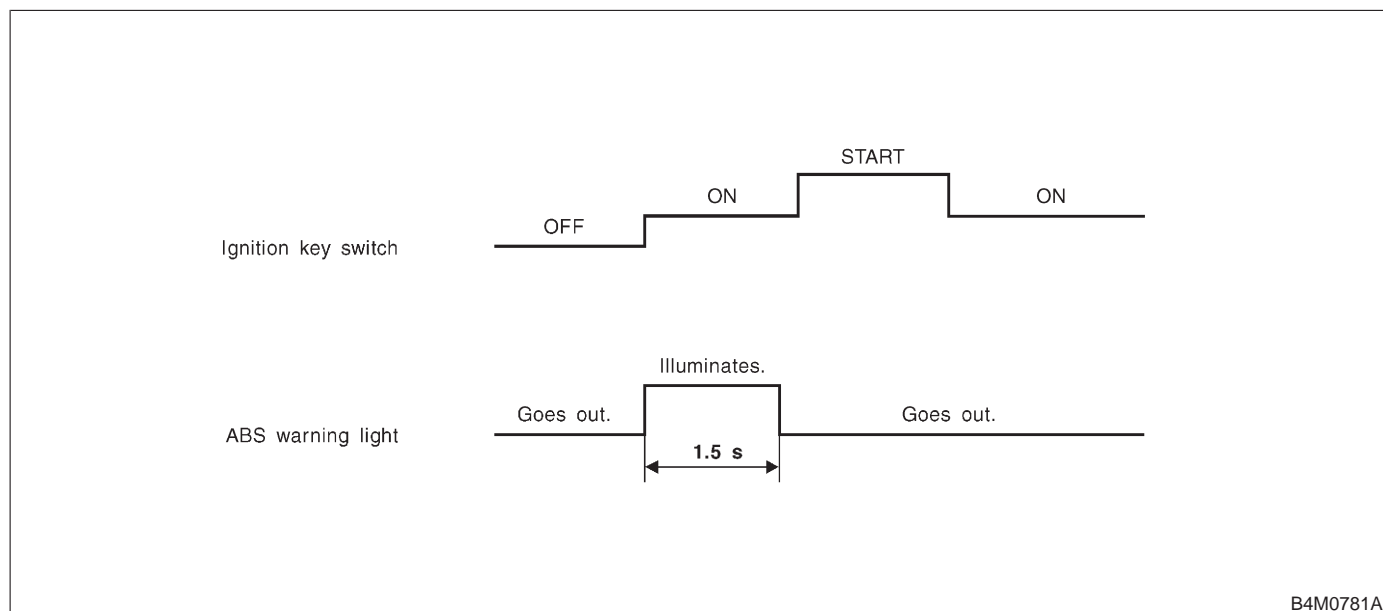 START
ON
ON
OFF
Ignition key switch
Illuminates.
Goes out.
Goes out.
ABS warning light
1.5 s
B4M0781A